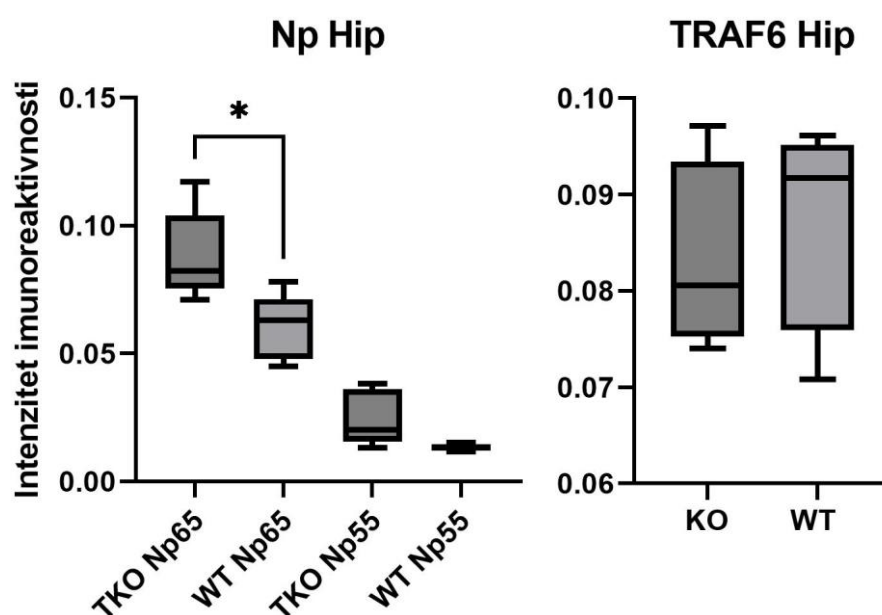 Np Hip
TRAF6 Hip
Intenzitet imunoreaktivnosti
0.15
0.10
0.05
0.00
*
TKO Np65
WT Np65
TKO Np55
WT Np55
0.10
0.09
0.08
0.07
0.06
KO
WT